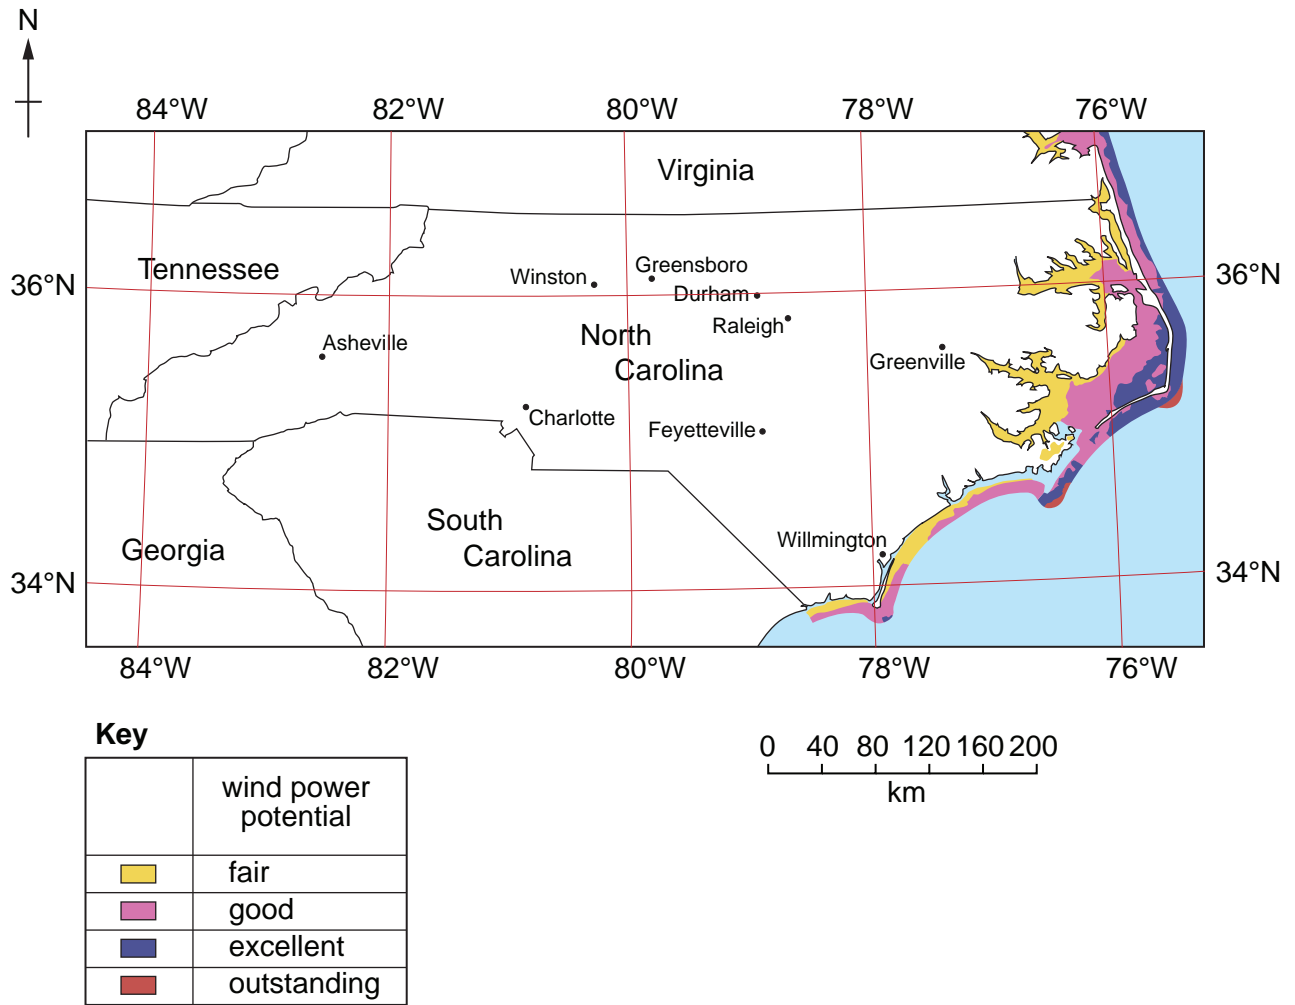 N
84°W 82°W 80°W 78°W 76°W
Virginia
Tennessee
36°N
36°N
Winston
Greensboro
Durham
Raleigh
North
Carolina
Asheville
Greenville
Charlotte
Feyetteville
South
Carolina
Georgia
Willmington
34°N
34°N
84°W 82°W 80°W 78°W 76°W
Key
wind power
potential
fair
good
excellent
outstanding
0 40 80 120 160 200
km